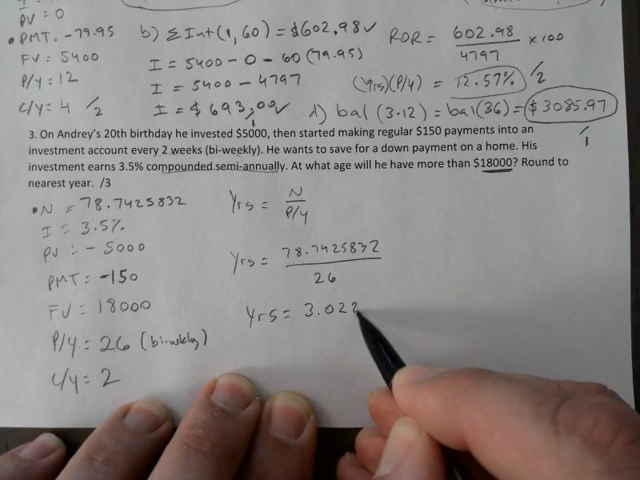 PV = 0
• PMT = -79.95
FV = 5400
P/y = 12
C/y = 4 /2
b) ΣInt(1,60) = $602.98 ✓
I = 5400 - 0 - 60(79.95)
I = 5400 - 4797
I = $ 693.00 ✓
ROR = 602.98 / 4797 × 100
(Yrs)(P/y) = 12.57% /2
d) bal (3·12) = bal(36) = $3085.97
/1
3. On Andrey's 20th birthday he invested $5000, then started making regular $150 payments into an
investment account every 2 weeks (bi-weekly). He wants to save for a down payment on a home. His
investment earns 3.5% compounded semi-annually. At what age will he have more than $18000? Round to
nearest year. /3
• N = 78.7425832
I = 3.5%
PV = -5000
PMT = -150
FV = 18000
P/y = 26 (bi-wkly)
C/y = 2
Yrs = N / P/y
Yrs = 78.7425832 / 26
Yrs = 3.028